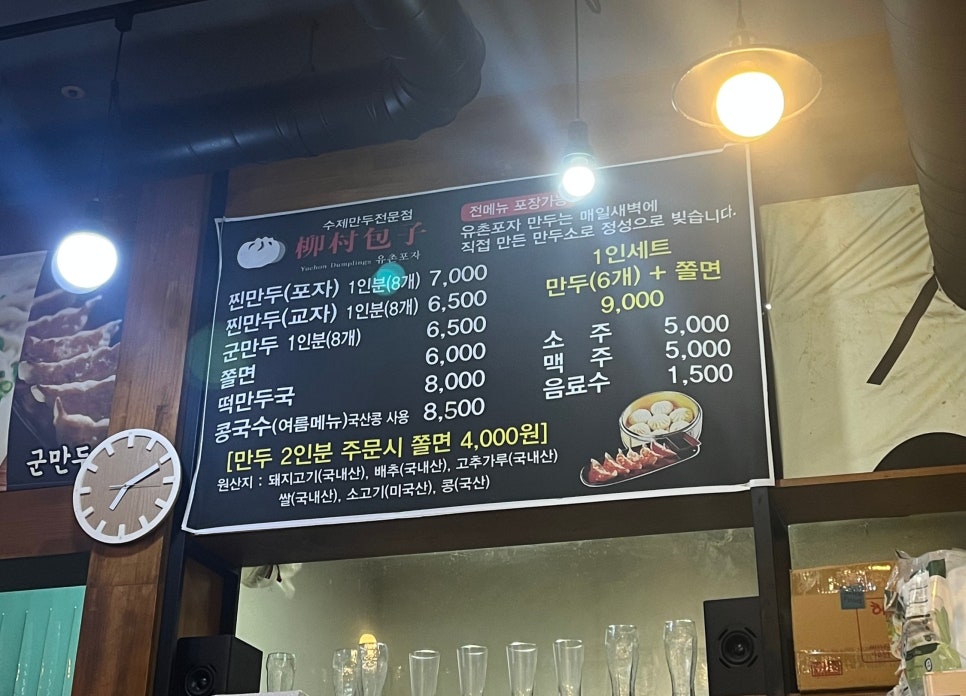 수제만두전문점
柳村包子
Yuchon Dumplings 유촌포자
찐만두(포자) 1인분(8개) 7,000
찐만두(교자) 1인분(8개) 6,500
군만두 1인분(8개) 6,500
쫄면 6,000
떡만두국 8,000
콩국수(여름메뉴)국산콩 사용 8,500
[만두 2인분 주문시 쫄면 4,000원]
원산지 : 돼지고기(국내산), 배추(국내산), 고추가루(국내산)
쌀(국내산), 소고기(미국산), 콩(국산)
전메뉴 포장가능
유촌포자 만두는 매일새벽에
직접 만든 만두소로 정성으로 빚습니다.
1인세트
만두(6개) + 쫄면
9,000
소 주 5,000
맥 주 5,000
음료수 1,500
군만두